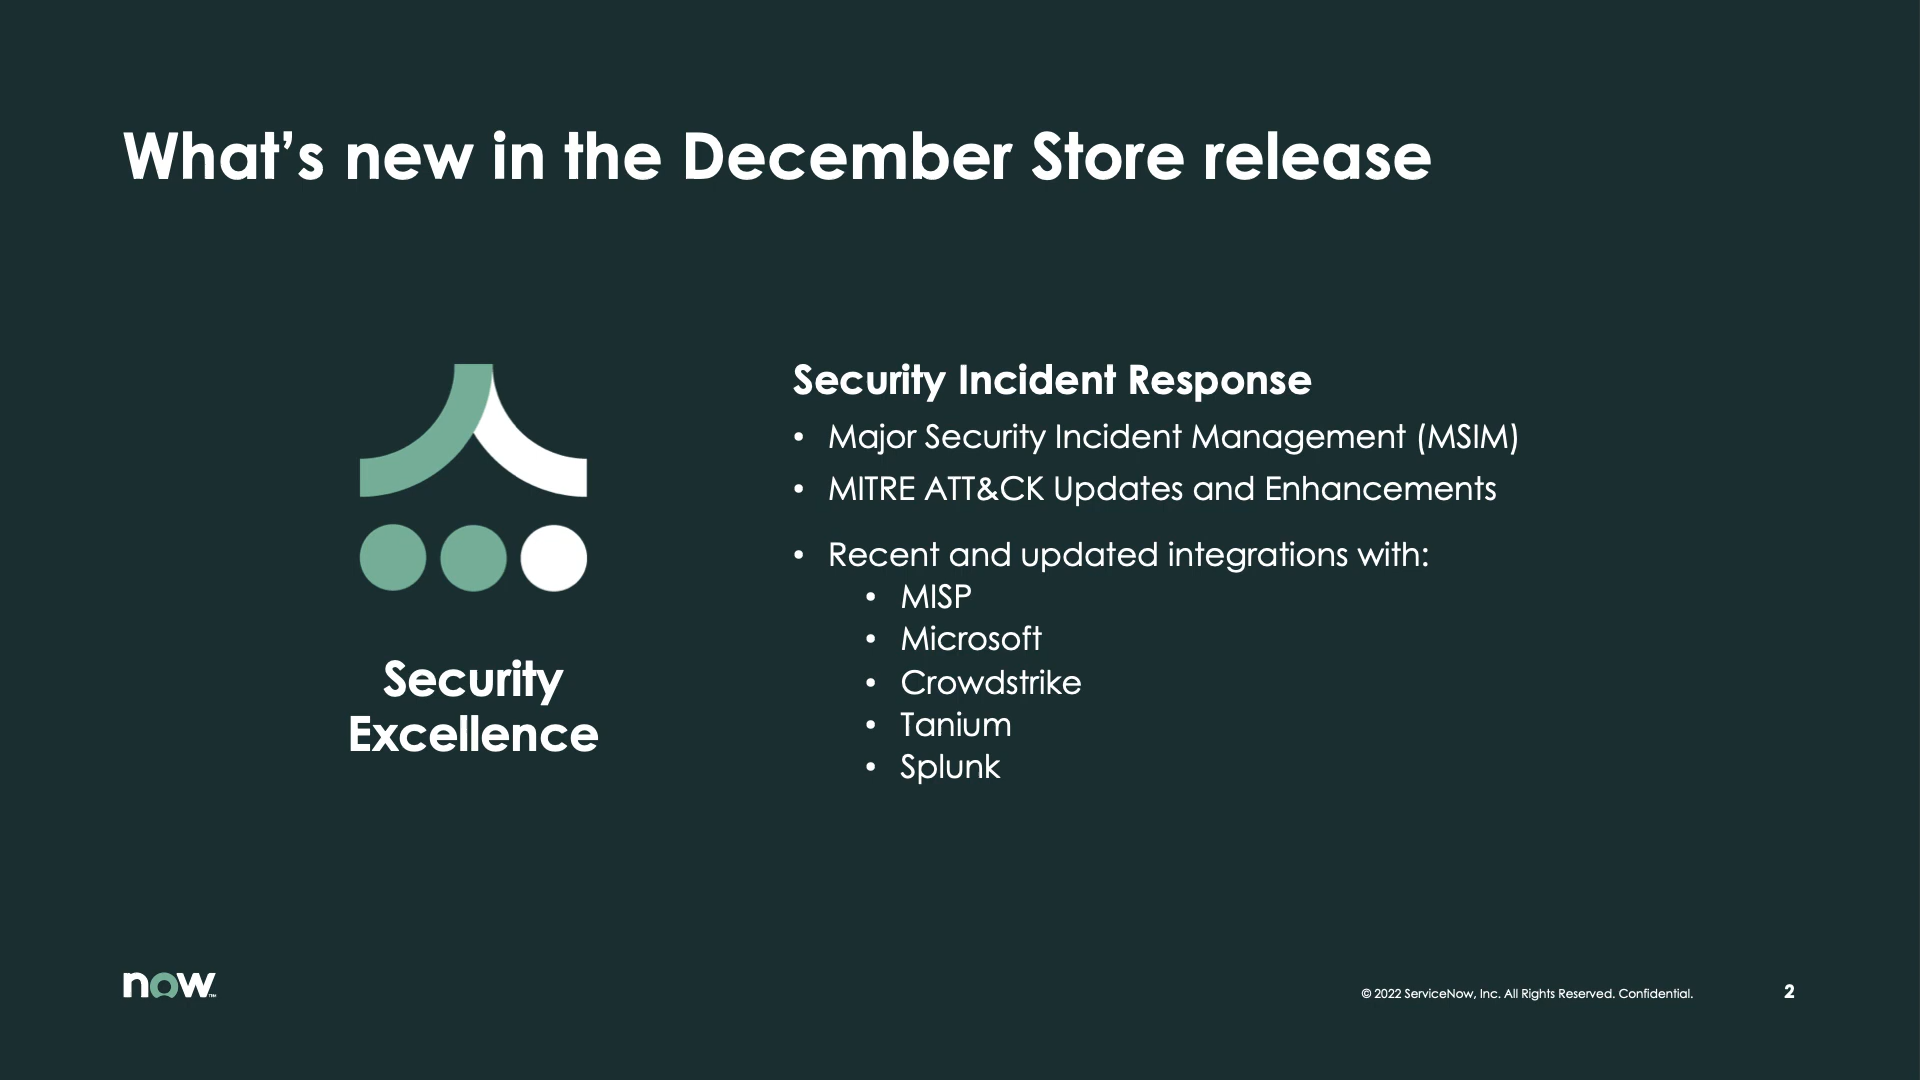 What’s new in the December Store release
Security
Excellence
Security Incident Response
• Major Security Incident Management (MSIM)
• MITRE ATT&CK Updates and Enhancements
• Recent and updated integrations with:
• MISP
• Microsoft
• Crowdstrike
• Tanium
• Splunk
now™
© 2022 ServiceNow, Inc. All Rights Reserved. Confidential.
2